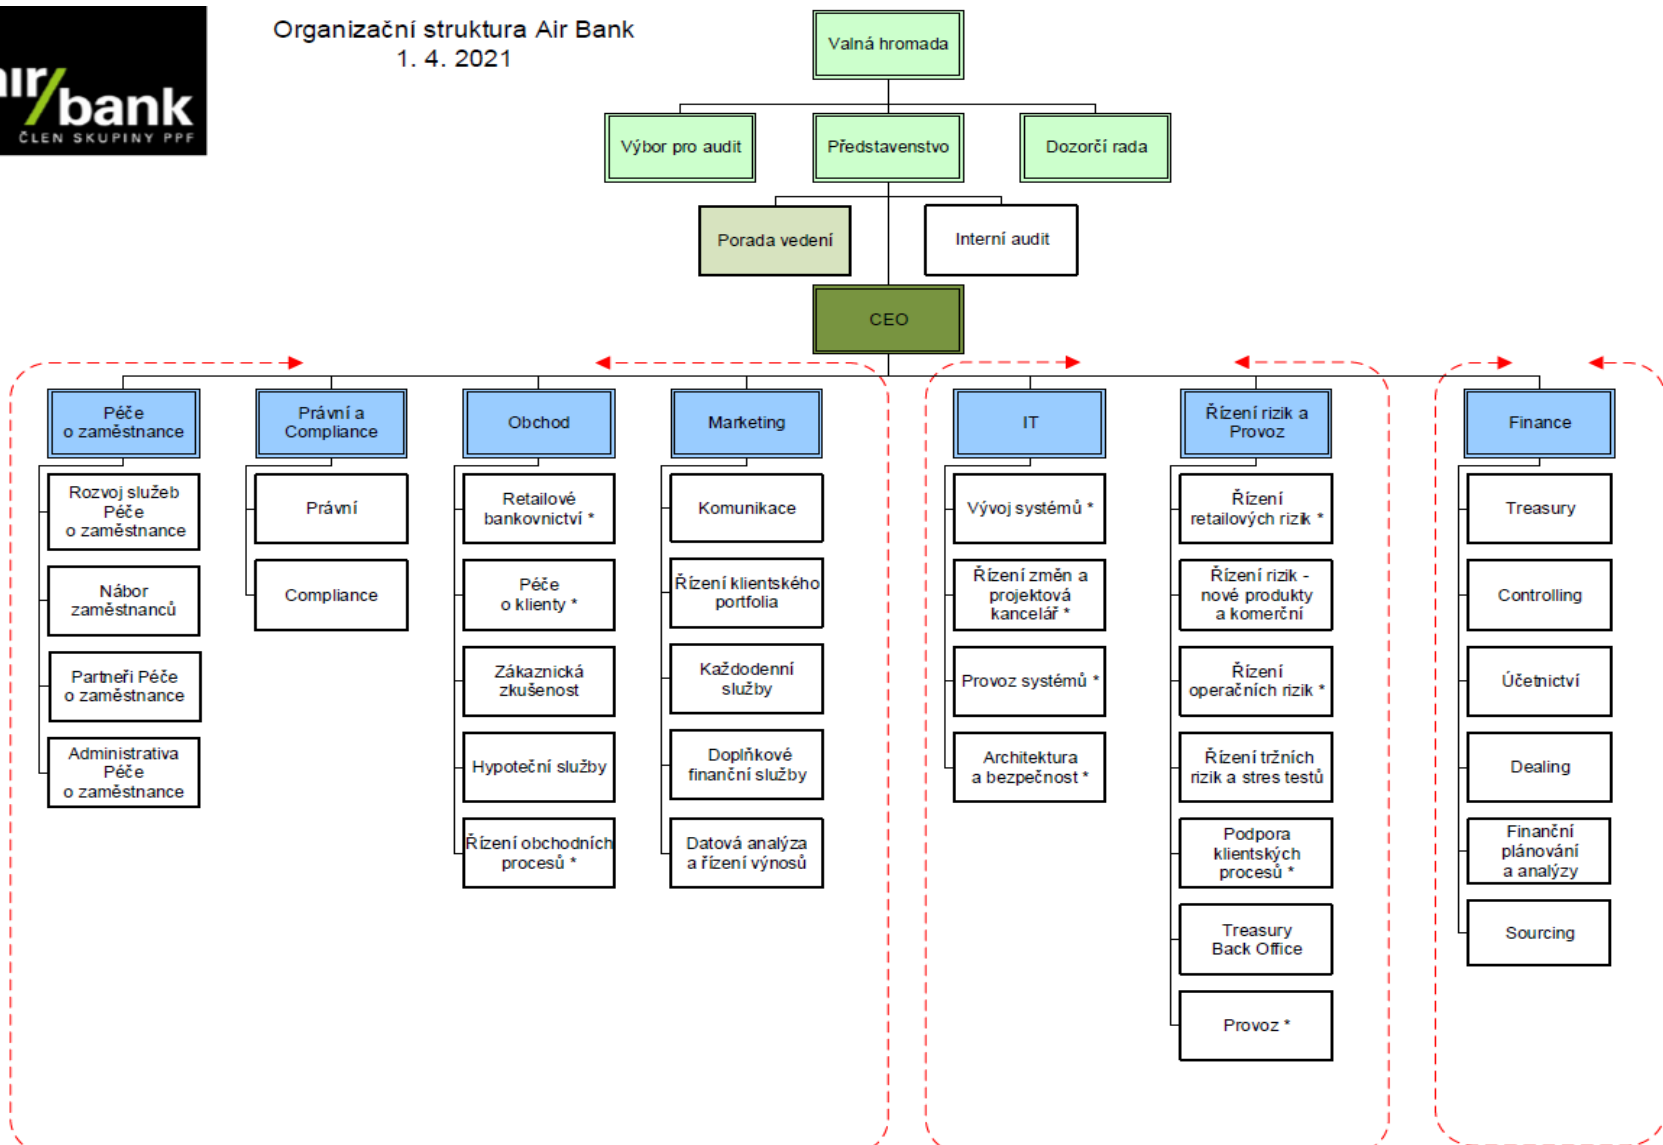 air/bank
ČLEN SKUPINY PPF
Organizační struktura Air Bank
1. 4. 2021
Valná hromada
Výbor pro audit
Představenstvo
Dozorčí rada
Porada vedení
Interní audit
CEO
Péče
o zaměstnance
Rozvoj služeb
Péče
o zaměstnance
Nábor
zaměstnanců
Partneři Péče
o zaměstnance
Administrativa
Péče
o zaměstnance
Právní a
Compliance
Právní
Compliance
Obchod
Retailové
bankovnictví *
Péče
o klienty *
Zákaznická
zkušenost
Hypoteční služby
Řízení obchodních
procesů *
Marketing
Komunikace
Řízení klientského
portfolia
Každodenní
služby
Doplňkové
finanční služby
Datová analýza
a řízení výnosů
IT
Vývoj systémů *
Řízení změn a
projektová
kancelář *
Provoz systémů *
Architektura
a bezpečnost *
Řízení rizik a
Provoz
Řízení
retailových rizik *
Řízení rizik -
nové produkty
a komerční
Řízení
operačních rizik *
Řízení tržních
rizik a stres testů
Podpora
klientských
procesů *
Treasury
Back Office
Provoz *
Finance
Treasury
Controlling
Účetnictví
Dealing
Finanční
plánování
a analýzy
Sourcing